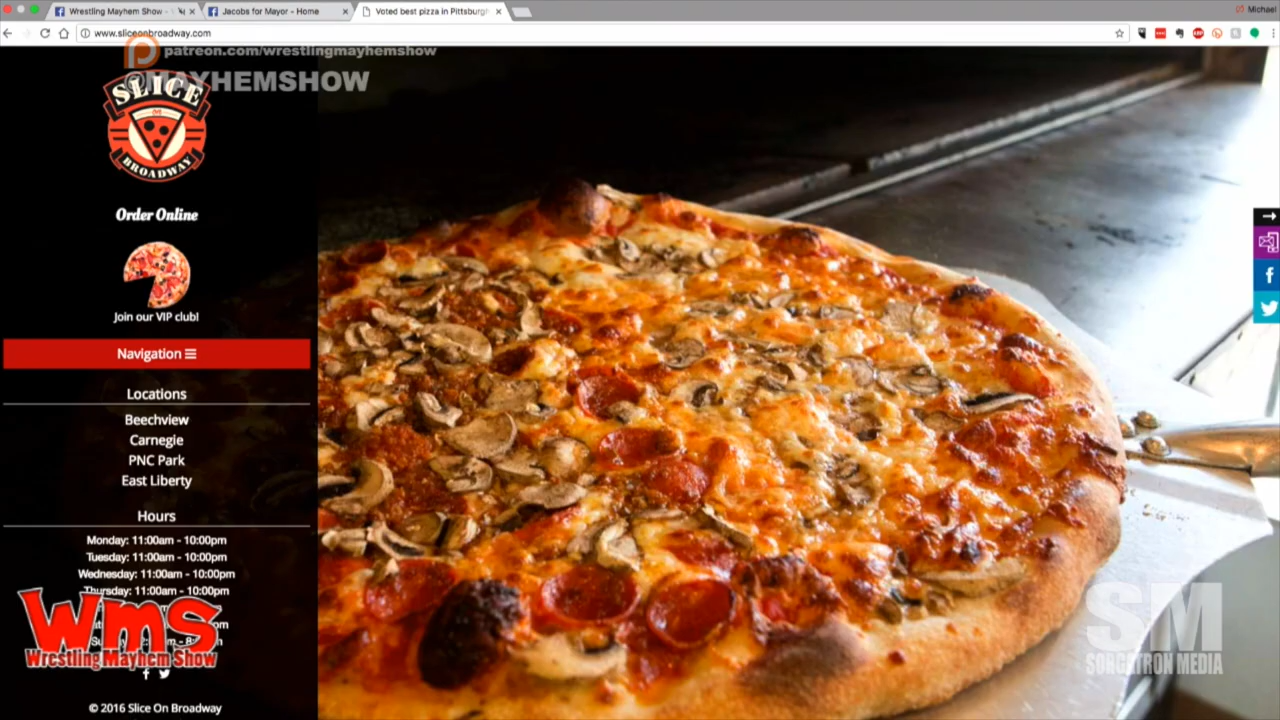 Wrestling Mayhem Show -
Jacobs for Mayor - Home
Voted best pizza in Pittsburgh
Michael
www.sliceonbroadway.com
patreon.com/wrestlingmayhemshow
@MAYHEMSHOW
SLICE
BROADWAY
Order Online
Join our VIP club!
Navigation
Locations
Beechview
Carnegie
PNC Park
East Liberty
Hours
Monday: 11:00am - 10:00pm
Tuesday: 11:00am - 10:00pm
Wednesday: 11:00am - 10:00pm
Thursday: 11:00am - 10:00pm
wms
Wrestling Mayhem Show
SM
SORGATRON MEDIA
© 2016 Slice On Broadway